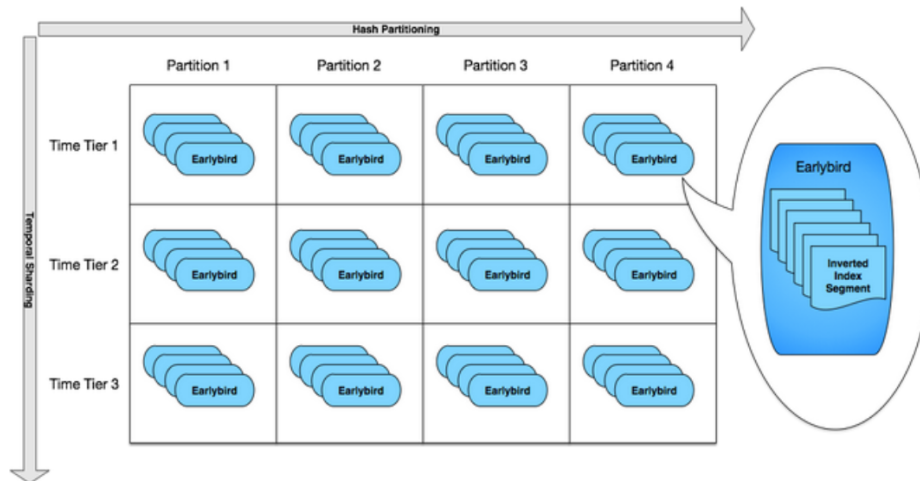 Hash Partitioning
Partition 1 Partition 2 Partition 3 Partition 4
Temporal Sharding
Time Tier 1
Earlybird Earlybird Earlybird Earlybird
Time Tier 2
Earlybird Earlybird Earlybird Earlybird
Time Tier 3
Earlybird Earlybird Earlybird Earlybird
Earlybird
Inverted
Index
Segment